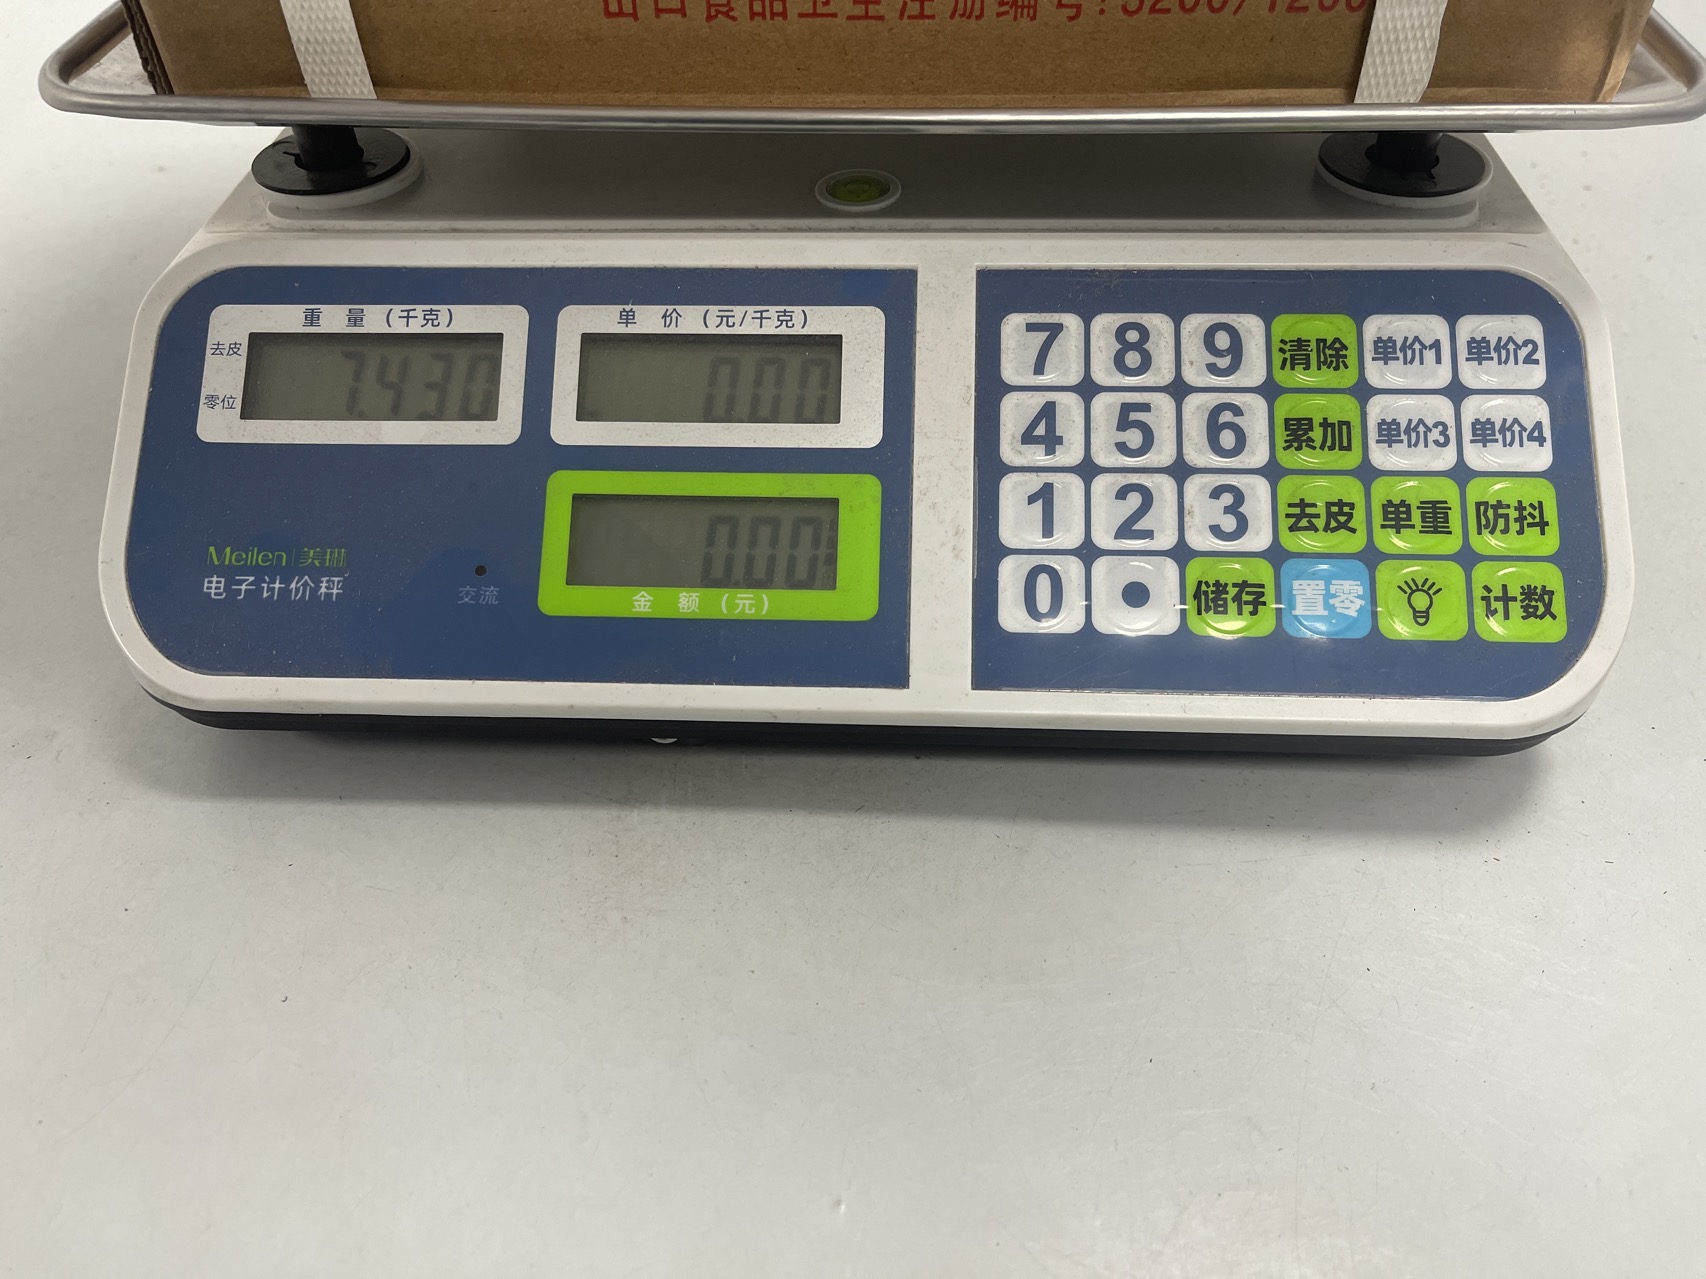 出口食品卫生注册编号:3200/1200
重 量 (千克)
去皮
零位
7.430
单 价 (元/千克)
0.00
0.00
金 额 (元)
Meilen|美琳
电子计价秤
交流
7 8 9 清除 单价1 单价2
4 5 6 累加 单价3 单价4
1 2 3 去皮 单重 防抖
0 • 储存 置零 计数